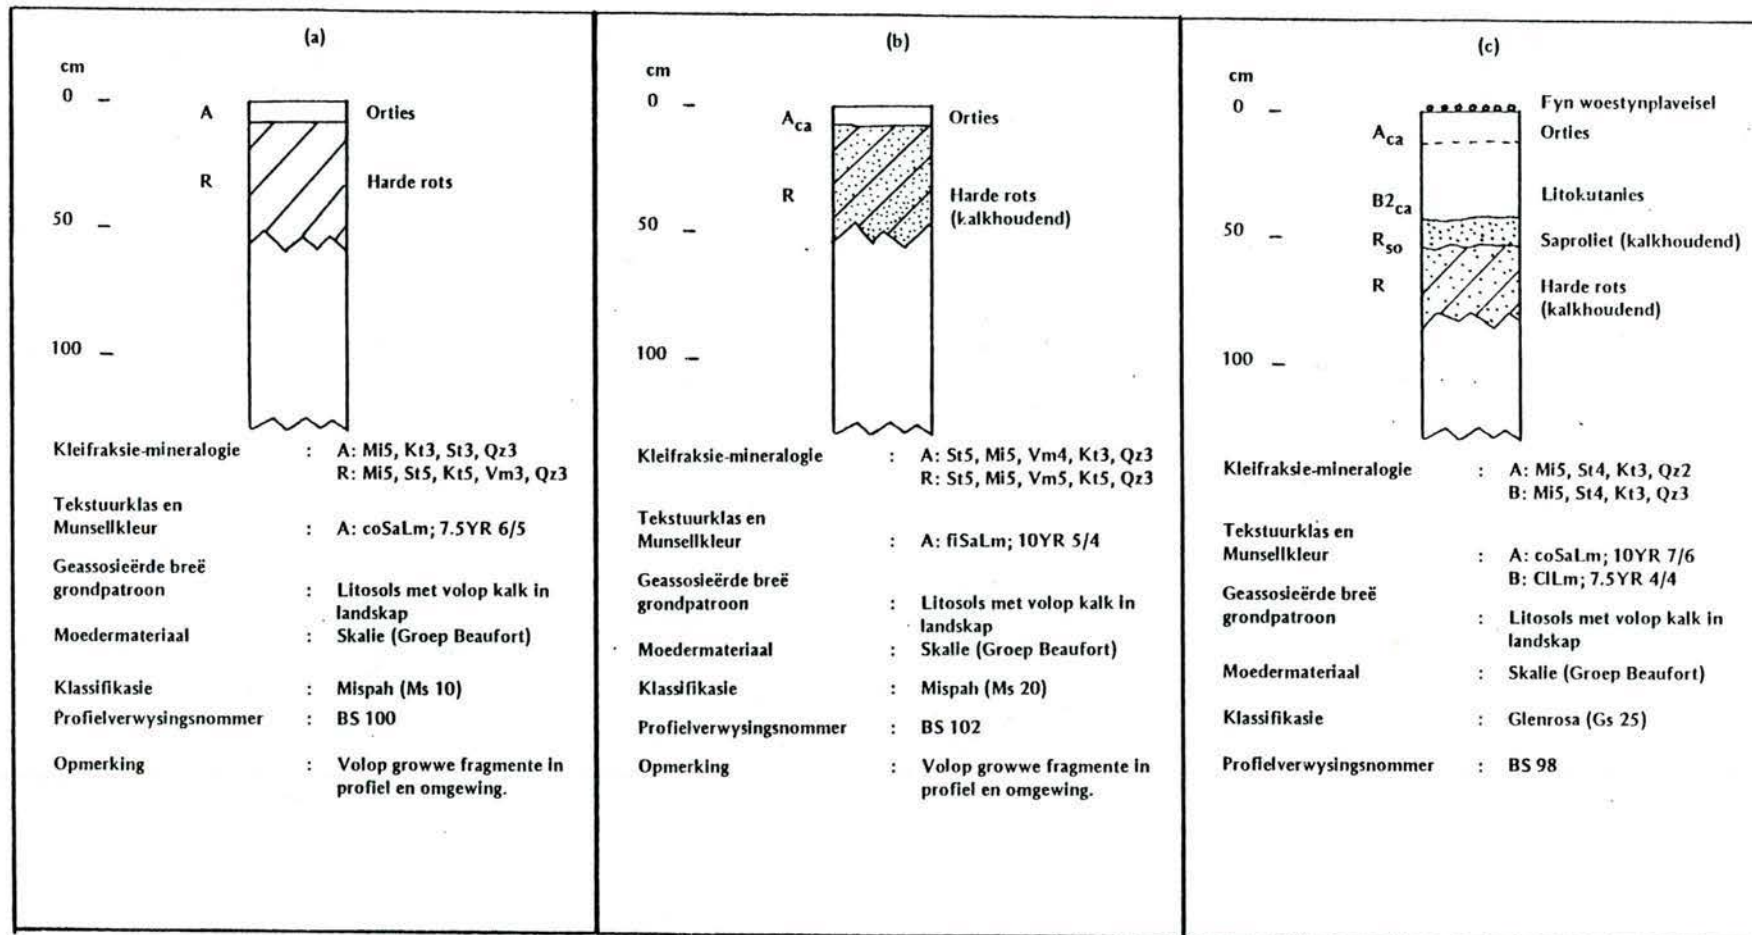 (a)
cm
0
A Orties
R Harde rots
50
100
Kleifraksie-mineralogie : A: Mi5, Kt3, St3, Qz3
R: Mi5, St5, Kt5, Vm3, Qz3
Tekstuurklas en
Munsellkleur : A: coSaLm; 7.5YR 6/5
Geassosieërde breë
grondpatroon : Litosols met volop kalk in
landskap
Moedermateriaal : Skalie (Groep Beaufort)
Klassifikasie : Mispah (Ms 10)
Profielverwysingsnommer : BS 100
Opmerking : Volop growwe fragmente in
profiel en omgewing.
(b)
cm
0
Aca Orties
R Harde rots
(kalkhoudend)
50
100
Kleifraksie-mineralogie : A: St5, Mi5, Vm4, Kt3, Qz3
R: St5, Mi5, Vm5, Kt5, Qz3
Tekstuurklas en
Munsellkleur : A: fiSaLm; 10YR 5/4
Geassosieërde breë
grondpatroon : Litosols met volop kalk in
landskap
Moedermateriaal : Skalie (Groep Beaufort)
Klassifikasie : Mispah (Ms 20)
Profielverwysingsnommer : BS 102
Opmerking : Volop growwe fragmente in
profiel en omgewing.
(c)
cm
0 Fyn woestynplaveisel
Aca Orties
B2ca Litokutanies
50
Rso Saproliet (kalkhoudend)
R Harde rots
(kalkhoudend)
100
Kleifraksie-mineralogie : A: Mi5, St4, Kt3, Qz2
B: Mi5, St4, Kt3, Qz3
Tekstuurklas en
Munsellkleur : A: coSaLm; 10YR 7/6
B: ClLm; 7.5YR 4/4
Geassosieërde breë
grondpatroon : Litosols met volop kalk in
landskap
Moedermateriaal : Skalie (Groep Beaufort)
Klassifikasie : Glenrosa (Gs 25)
Profielverwysingsnommer : BS 98